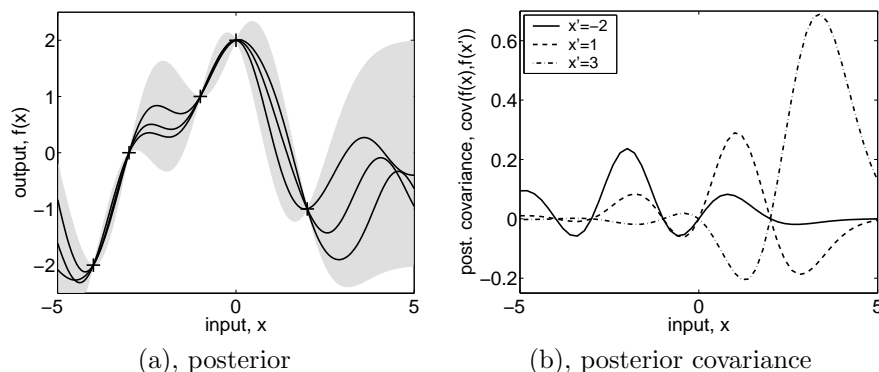 2
1
0
−1
−2
−5
0
5
output, f(x)
input, x
(a), posterior
x'=−2
x'=1
x'=3
0.6
0.4
0.2
0
−0.2
−5
0
5
post. covariance, cov(f(x),f(x'))
input, x
(b), posterior covariance